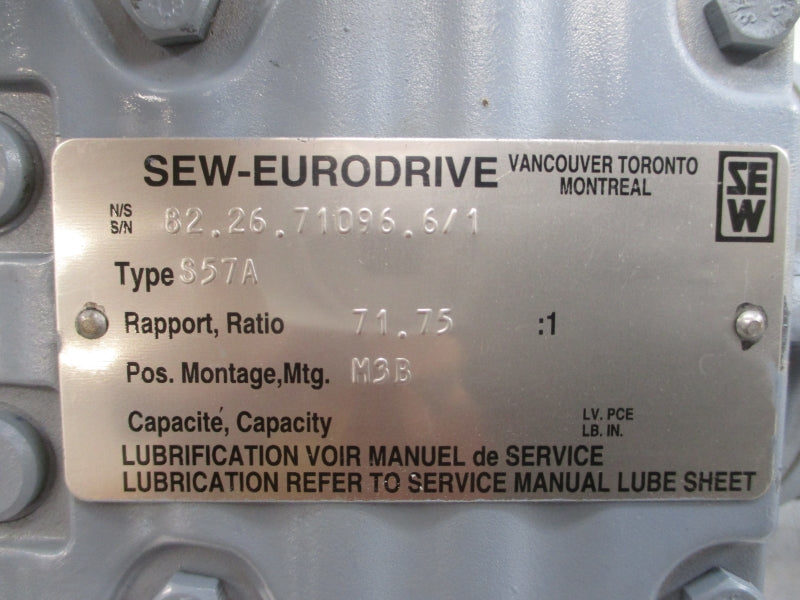 SEW-EURODRIVE VANCOUVER TORONTO
MONTREAL
SEW
N/S
S/N 82.26.71096.6/1
Type S57A
Rapport, Ratio 71.75 :1
Pos. Montage,Mtg. M3B
Capacité, Capacity LV. PCE
LB. IN.
LUBRIFICATION VOIR MANUEL de SERVICE
LUBRICATION REFER TO SERVICE MANUAL LUBE SHEET